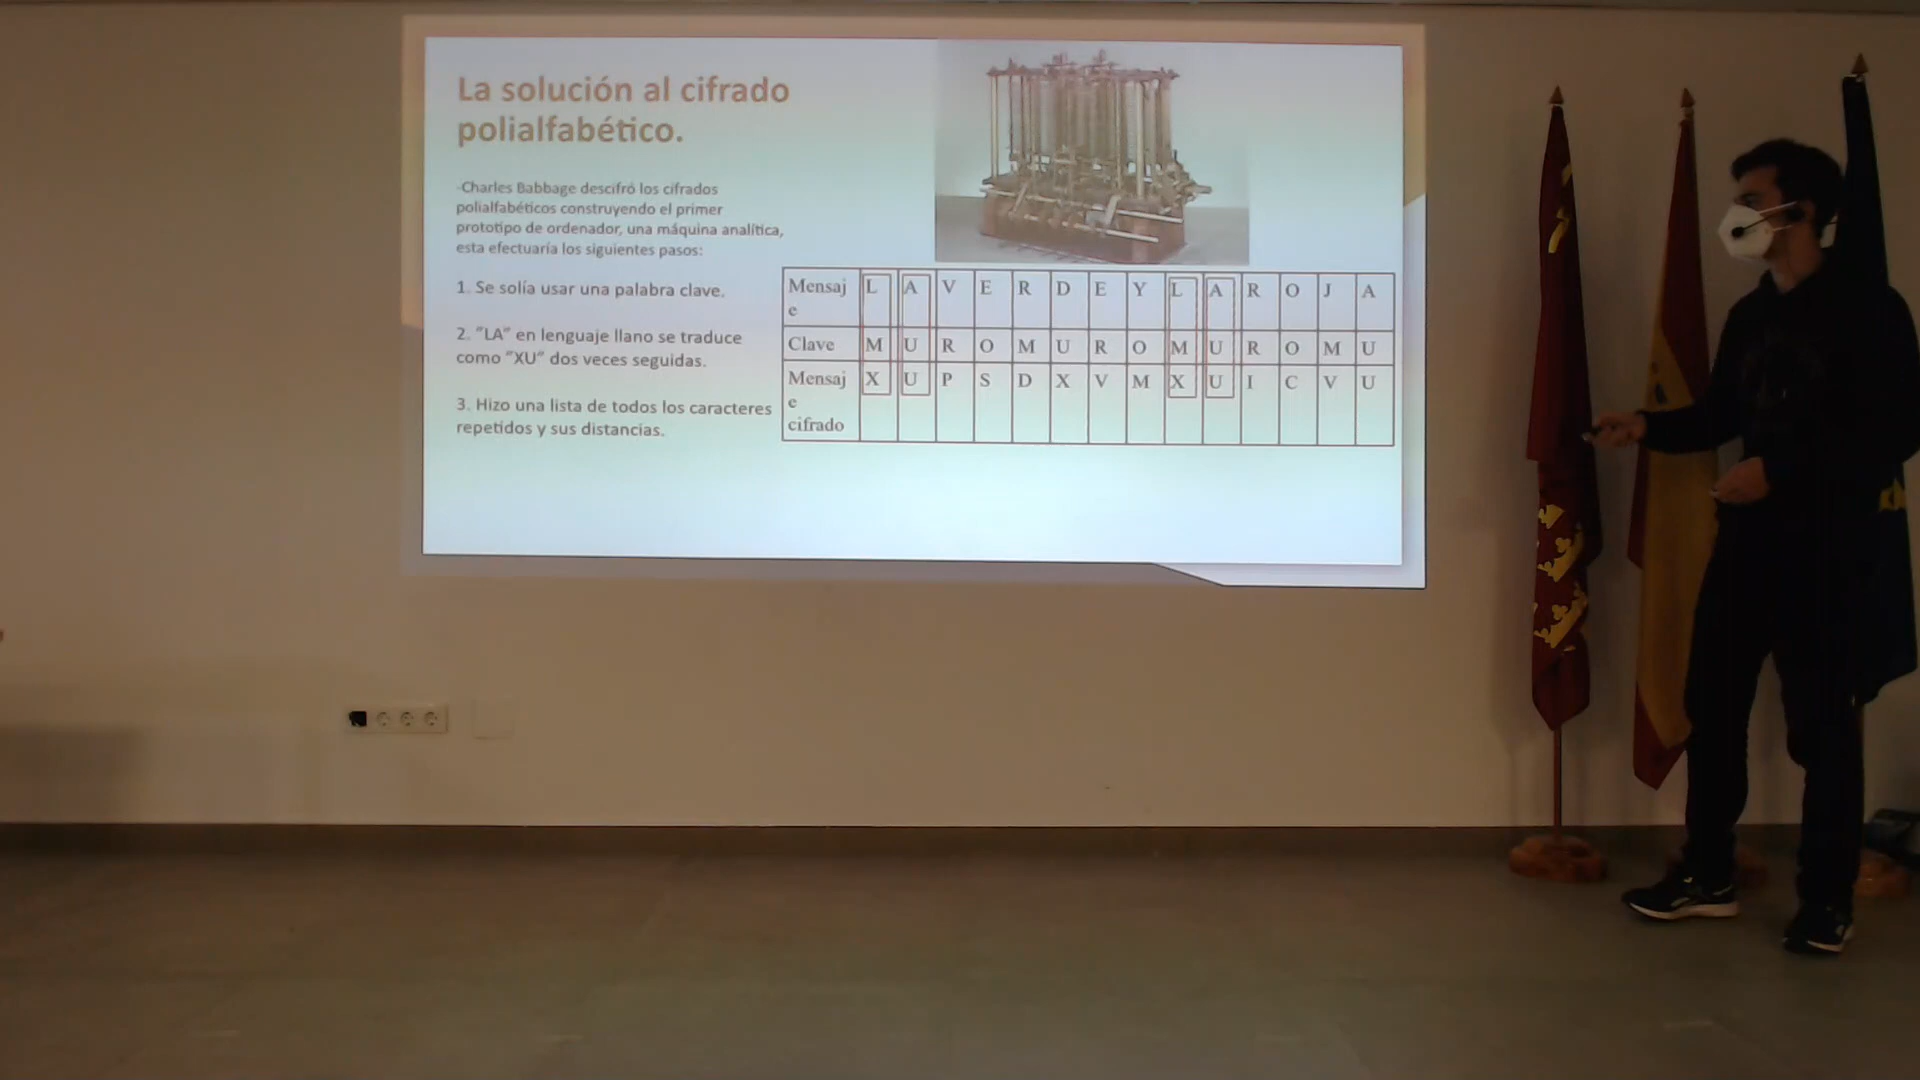 La solución al cifrado
polialfabético.
-Charles Babbage descifró los cifrados
polialfabéticos construyendo el primer
prototipo de ordenador, una máquina analítica,
esta efectuaría los siguientes pasos:
1. Se solía usar una palabra clave.
2. "LA" en lenguaje llano se traduce
como "XU" dos veces seguidas.
3. Hizo una lista de todos los caracteres
repetidos y sus distancias.
Mensaj L A V E R D E Y L A R O J A
e
Clave M U R O M U R O M U R O M U
Mensaj X U P S D X V M X U I C V U
e
cifrado